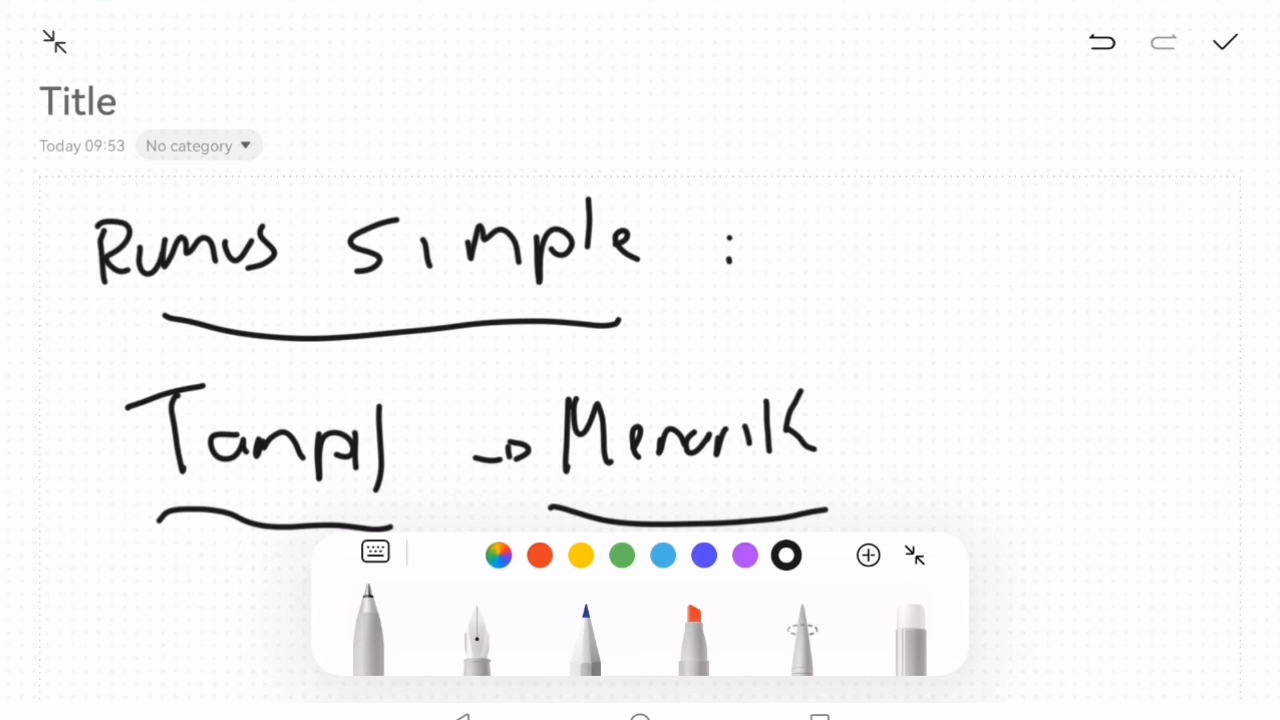 Title
Today 09:53 No category
Rumus Simple :
Tampil → Menarik